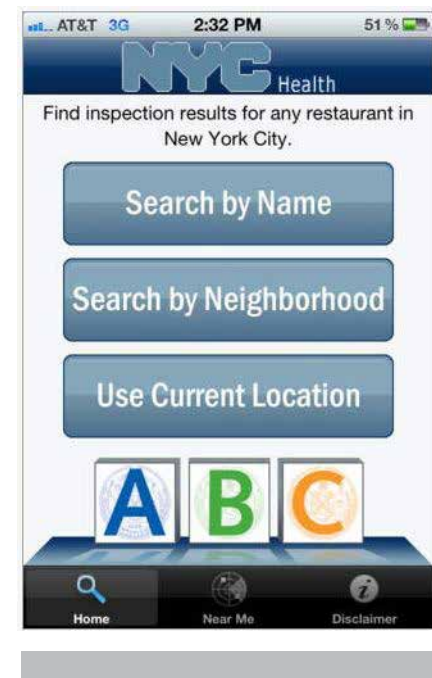 AT&T 3G 2:32 PM 51 %
NYC Health
Find inspection results for any restaurant in
New York City.
Search by Name
Search by Neighborhood
Use Current Location
A B C
Home Near Me Disclaimer